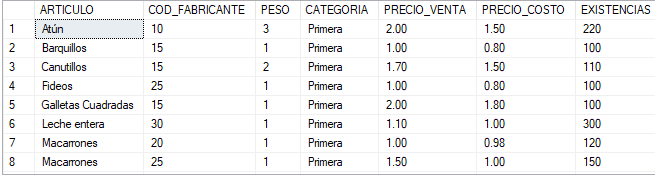 ARTICULO COD_FABRICANTE PESO CATEGORIA PRECIO_VENTA PRECIO_COSTO EXISTENCIAS
1 Atún 10 3 Primera 2.00 1.50 220
2 Barquillos 15 1 Primera 1.00 0.80 100
3 Canutillos 15 2 Primera 1.70 1.50 110
4 Fideos 25 1 Primera 1.00 0.80 100
5 Galletas Cuadradas 15 1 Primera 2.00 1.80 100
6 Leche entera 30 1 Primera 1.10 1.00 300
7 Macarrones 20 1 Primera 1.00 0.98 120
8 Macarrones 25 1 Primera 1.50 1.00 150